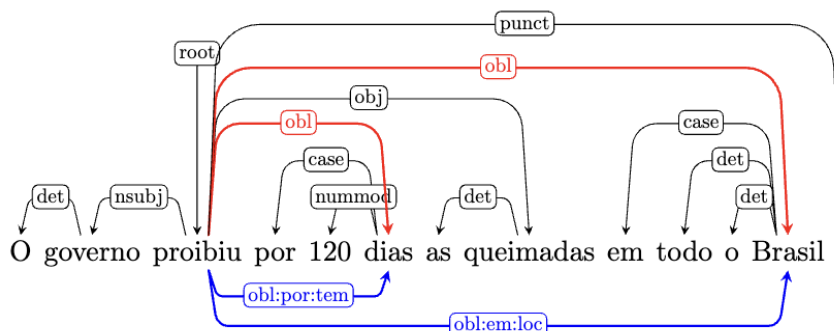 punct
root
obl
obj
obl case
case det
det nsubj nummod det det
O governo proibiu por 120 dias as queimadas em todo o Brasil
obl:por:tem
obl:em:loc